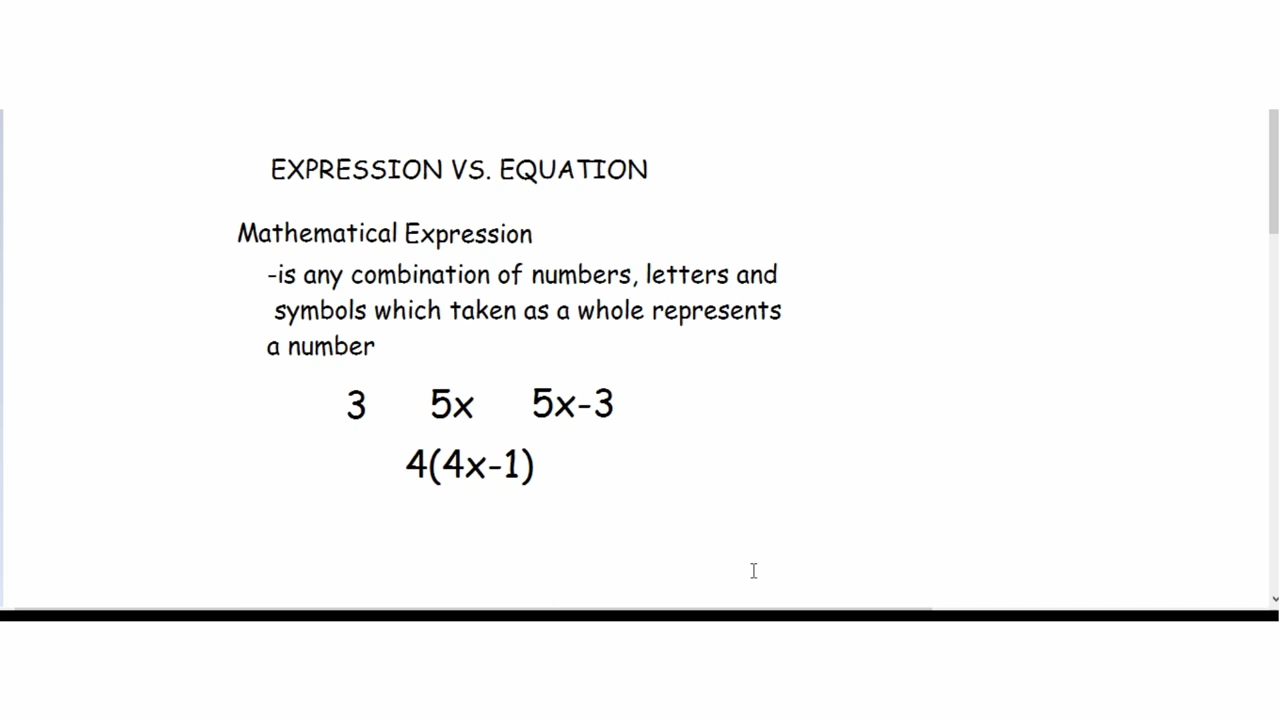 EXPRESSION VS. EQUATION
Mathematical Expression
-is any combination of numbers, letters and
symbols which taken as a whole represents
a number
3 5x 5x-3
4(4x-1)